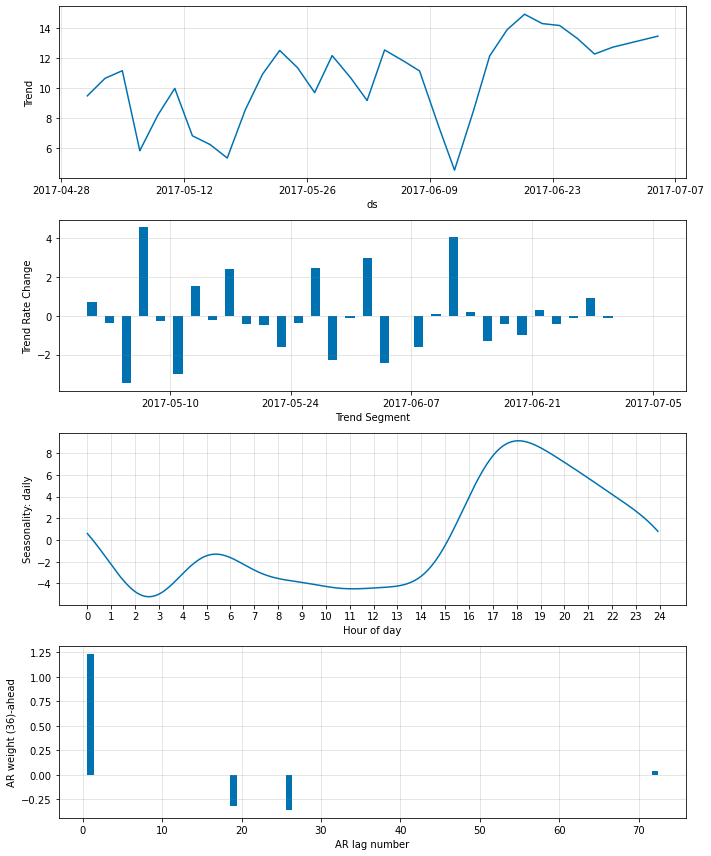 Trend
14
12
10
8
6
2017-04-28 2017-05-12 2017-05-26 2017-06-09 2017-06-23 2017-07-07
ds
Trend Rate Change
4
2
0
−2
2017-05-10 2017-05-24 2017-06-07 2017-06-21 2017-07-05
Trend Segment
Seasonality: daily
8
6
4
2
0
−2
−4
0 1 2 3 4 5 6 7 8 9 10 11 12 13 14 15 16 17 18 19 20 21 22 23 24
Hour of day
AR weight (36)-ahead
1.25
1.00
0.75
0.50
0.25
0.00
−0.25
0 10 20 30 40 50 60 70
AR lag number